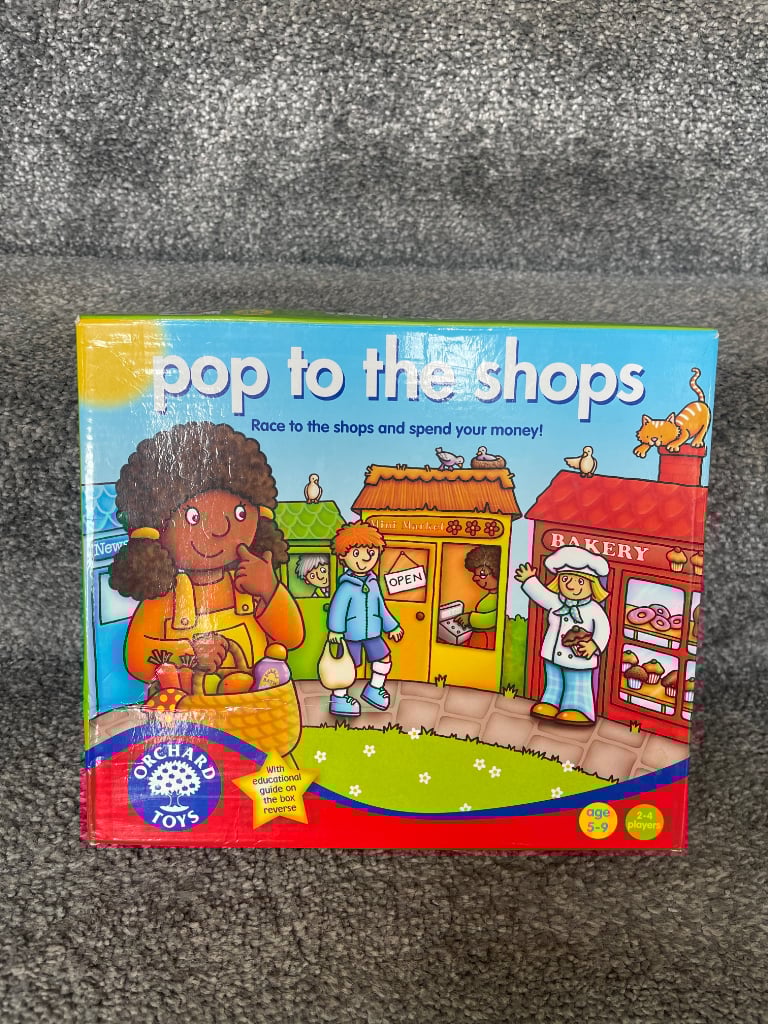 pop to the shops
Race to the shops and spend your money!
News
Mini Market
OPEN
BAKERY
ORCHARD
TOYS
With
educational
guide on
the box
reverse
age
5-9
2-4
players